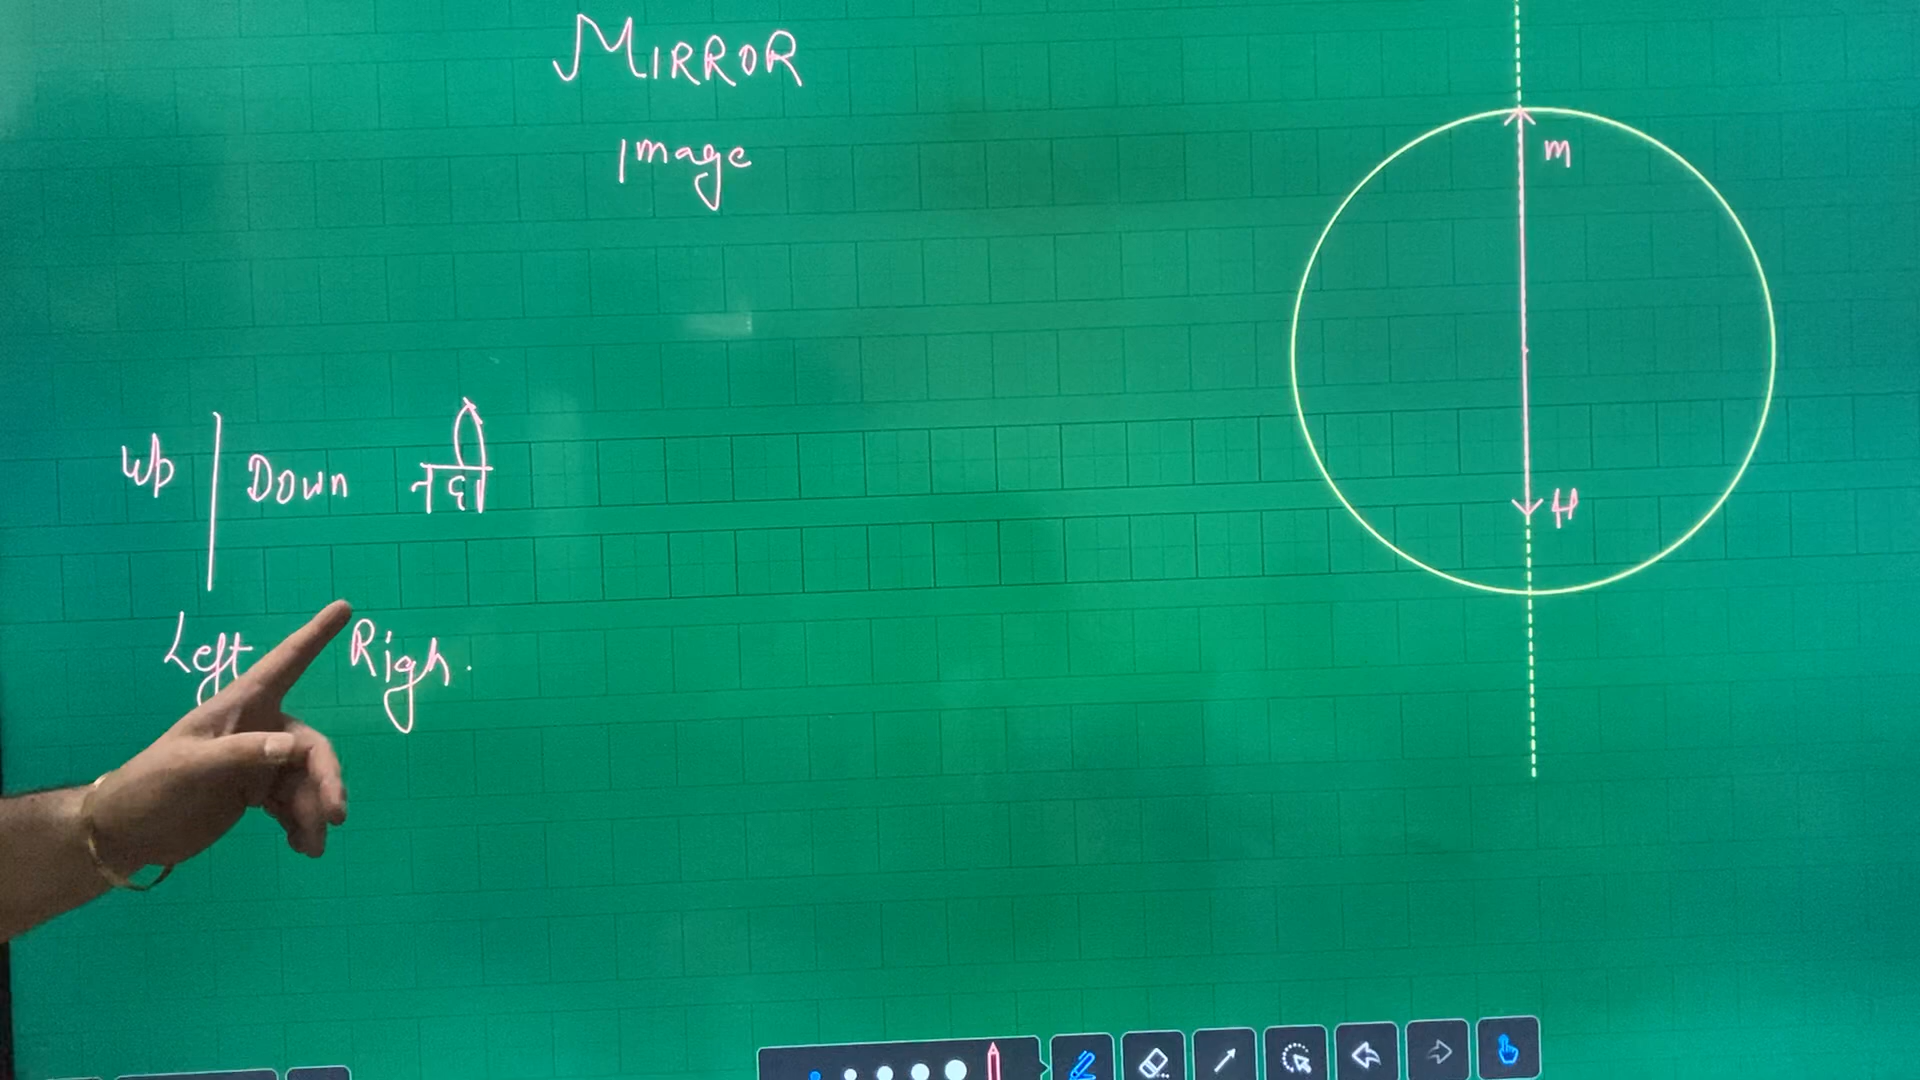 MIRROR
Image
Up | Down नही
Left Righ.
m
H